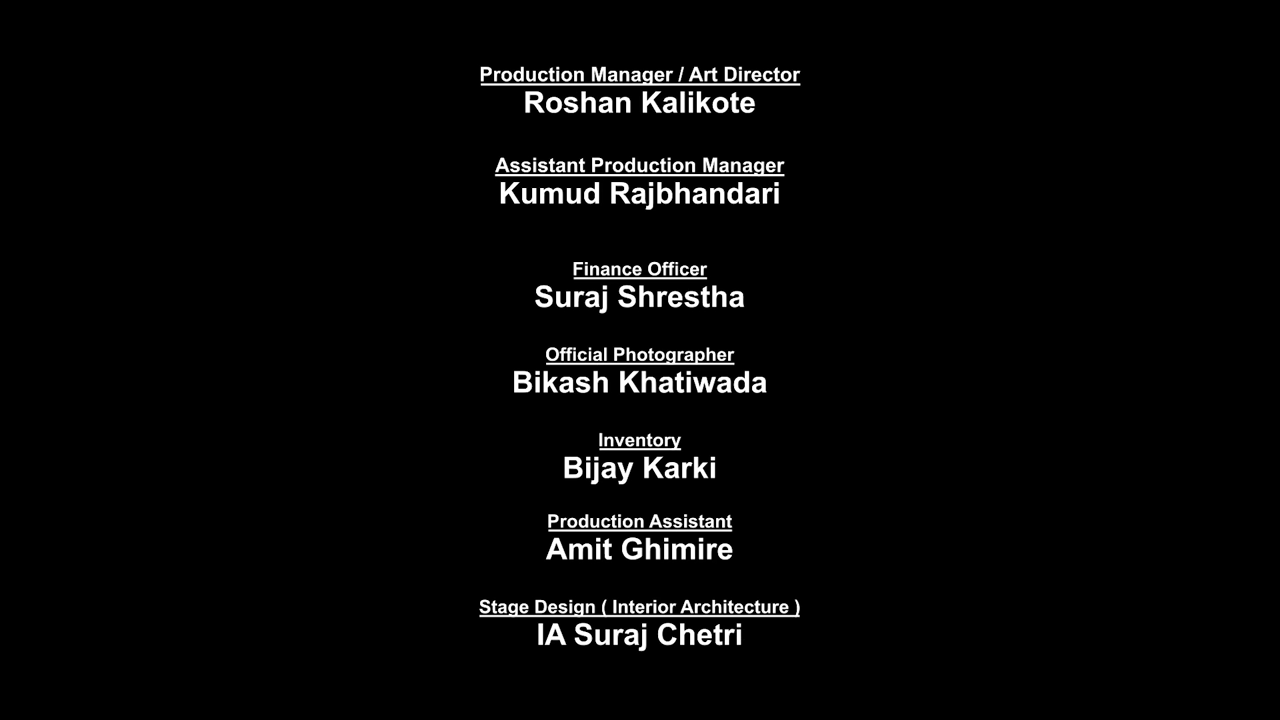 Production Manager / Art Director
Roshan Kalikote
Assistant Production Manager
Kumud Rajbhandari
Finance Officer
Suraj Shrestha
Official Photographer
Bikash Khatiwada
Inventory
Bijay Karki
Production Assistant
Amit Ghimire
Stage Design ( Interior Architecture )
IA Suraj Chetri